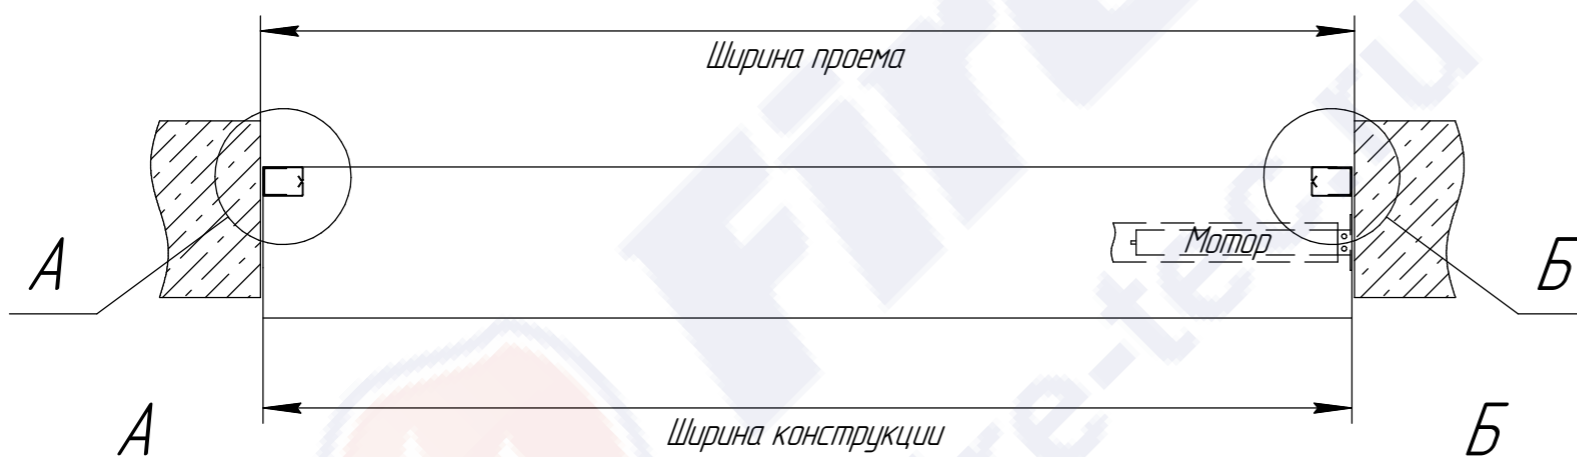 Ширина проема
Мотор
А
Б
Ширина конструкции
А
Б